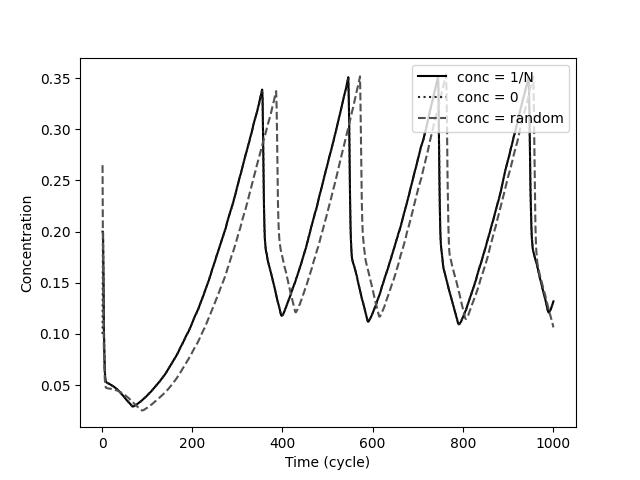 conc = 1/N
conc = 0
conc = random
0.35
0.30
0.25
0.20
0.15
0.10
0.05
Concentration
0 200 400 600 800 1000
Time (cycle)